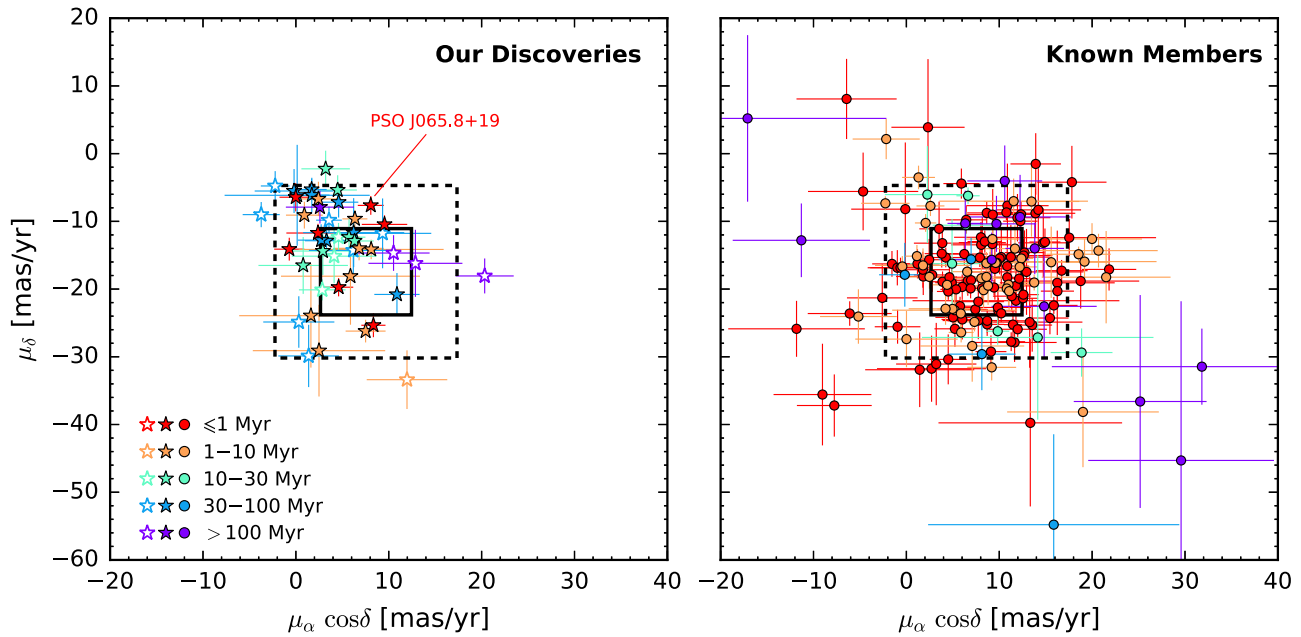 Our Discoveries
Known Members
PSO J065.8+19
⩽1 Myr
1−10 Myr
10−30 Myr
30−100 Myr
>100 Myr
20
10
0
−10
−20
−30
−40
−50
−60
μδ [mas/yr]
−20 −10 0 10 20 30 40
−20 −10 0 10 20 30 40
μα cosδ [mas/yr]
μα cosδ [mas/yr]